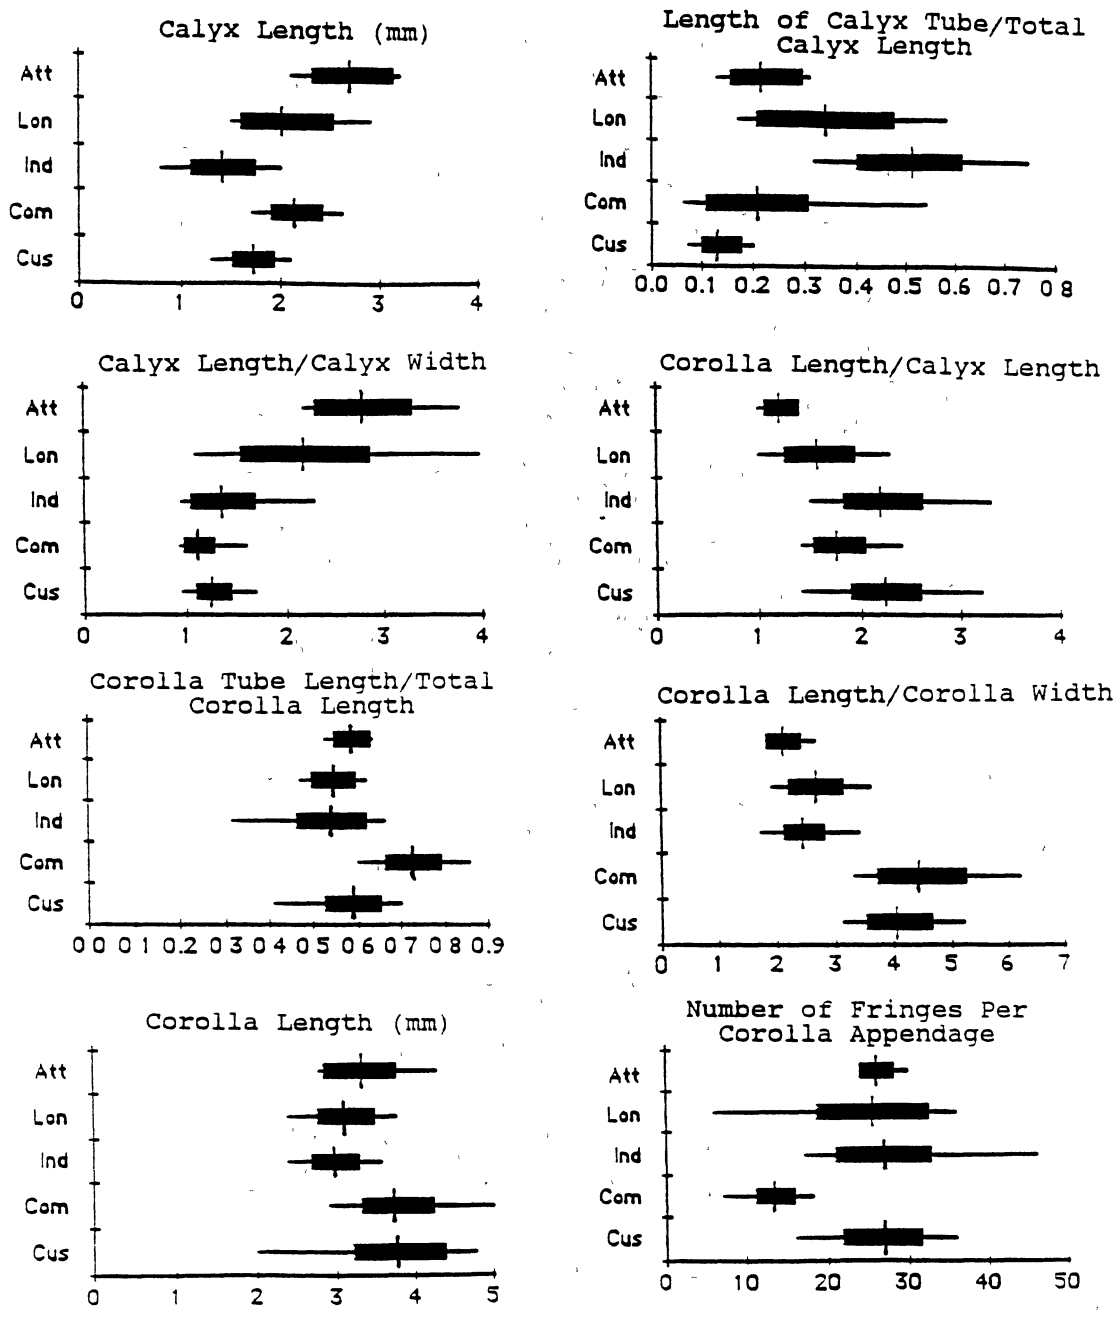 Calyx Length (mm)
Att
Lon
Ind
Com
Cus
0 1 2 3 4
Length of Calyx Tube/Total
Calyx Length
Att
Lon
Ind
Com
Cus
0.0 0.1 0.2 0.3 0.4 0.5 0.6 0.7 0 8
Calyx Length/Calyx Width
Att
Lon
Ind
Com
Cus
0 1 2 3 4
Corolla Length/Calyx Length
Att
Lon
Ind
Com
Cus
0 1 2 3 4
Corolla Tube Length/Total
Corolla Length
Att
Lon
Ind
Com
Cus
0 0 0 1 0.2 0 3 0 4 0 5 0 6 0 7 0 8 0.9
Corolla Length/Corolla Width
Att
Lon
Ind
Com
Cus
0 1 2 3 4 5 6 7
Corolla Length (mm)
Att
Lon
Ind
Com
Cus
0 1 2 3 4 5
Number of Fringes Per
Corolla Appendage
Att
Lon
Ind
Com
Cus
0 10 20 30 40 50